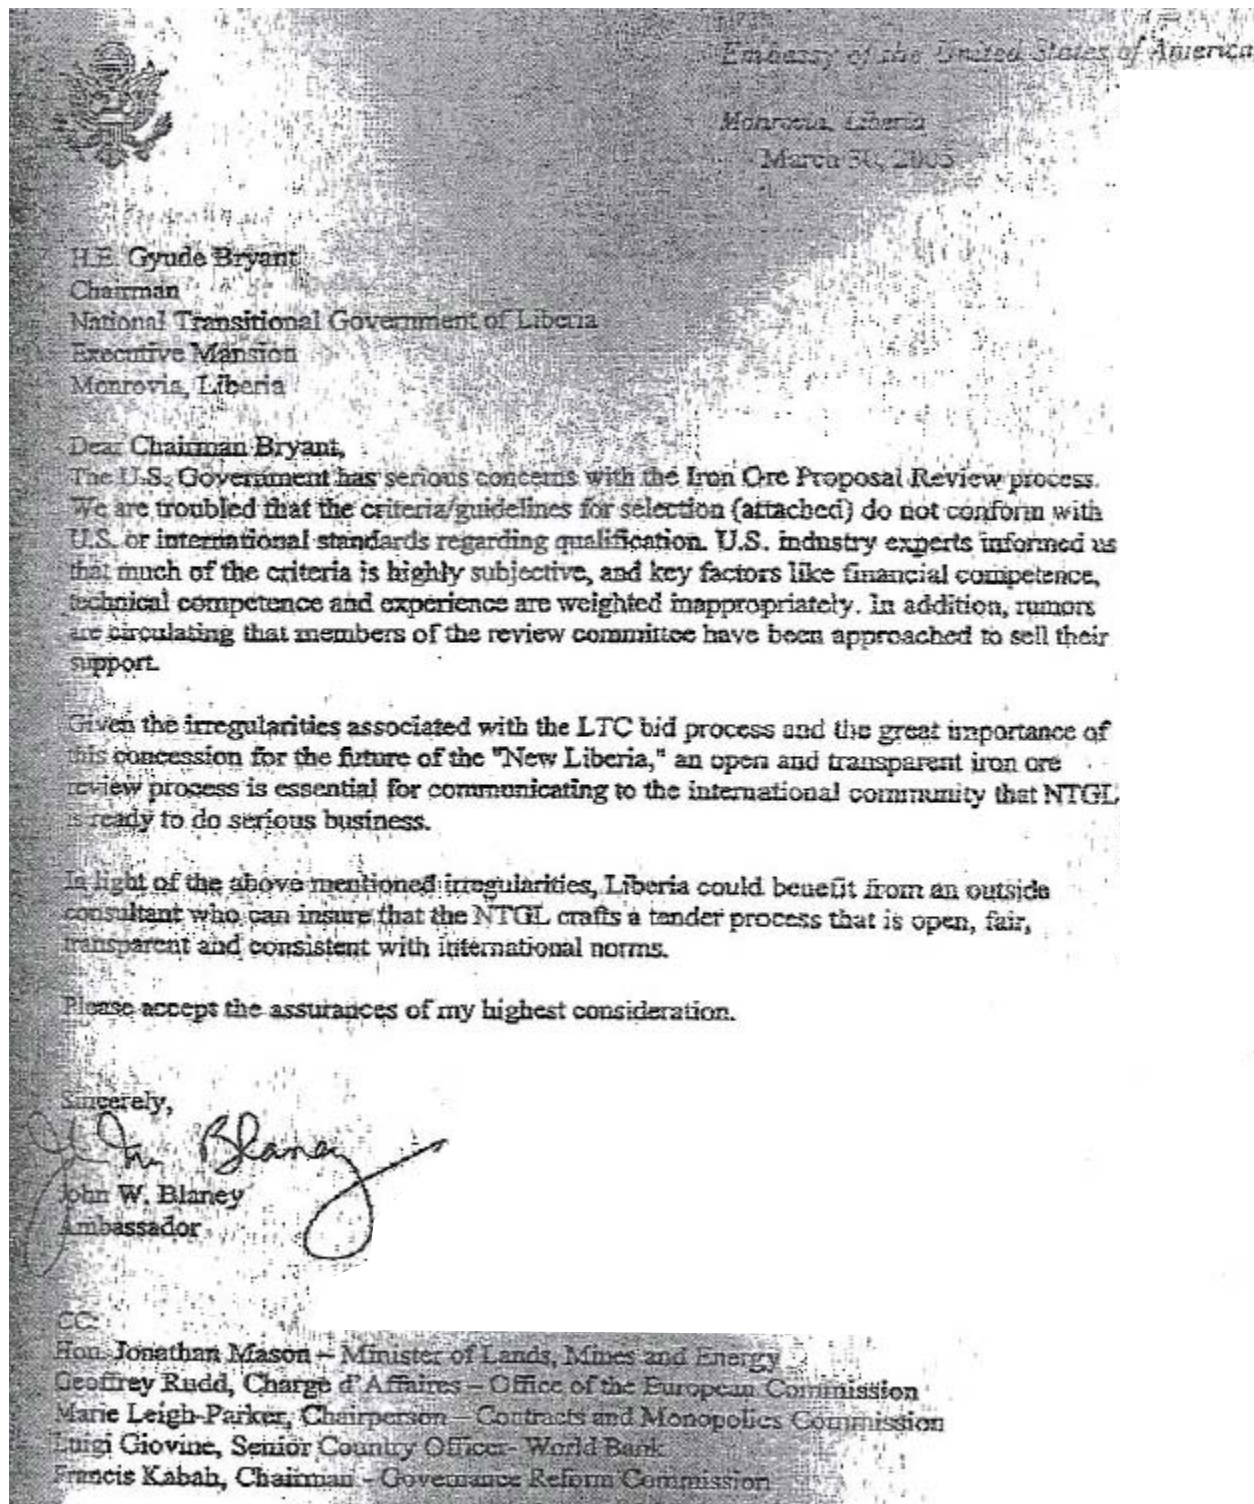 Embassy of the United States of America
Monrovia, Liberia
March 30, 2005
H.E. Gyude Bryant
Chairman
National Transitional Government of Liberia
Executive Mansion
Monrovia, Liberia
Dear Chairman Bryant,
The U.S. Government has serious concerns with the Iron Ore Proposal Review process.
We are troubled that the criteria/guidelines for selection (attached) do not conform with
U.S. or international standards regarding qualification. U.S. industry experts informed us
that much of the criteria is highly subjective, and key factors like financial competence,
technical competence and experience are weighted inappropriately. In addition, rumors
are circulating that members of the review committee have been approached to sell their
support.
Given the irregularities associated with the LTC bid process and the great importance of
this concession for the future of the "New Liberia," an open and transparent iron ore
review process is essential for communicating to the international community that NTGL
is ready to do serious business.
In light of the above mentioned irregularities, Liberia could benefit from an outside
consultant who can insure that the NTGL crafts a tender process that is open, fair,
transparent and consistent with international norms.
Please accept the assurances of my highest consideration.
Sincerely,
John Blaney
John W. Blaney
Ambassador
CC:
Hon. Jonathan Mason – Minister of Lands, Mines and Energy
Geoffrey Rudd, Charge d'Affaires – Office of the European Commission
Marie Leigh-Parker, Chairperson – Contracts and Monopolies Commission
Luigi Giovine, Senior Country Officer- World Bank
Francis Kabah, Chairman - Governance Reform Commission